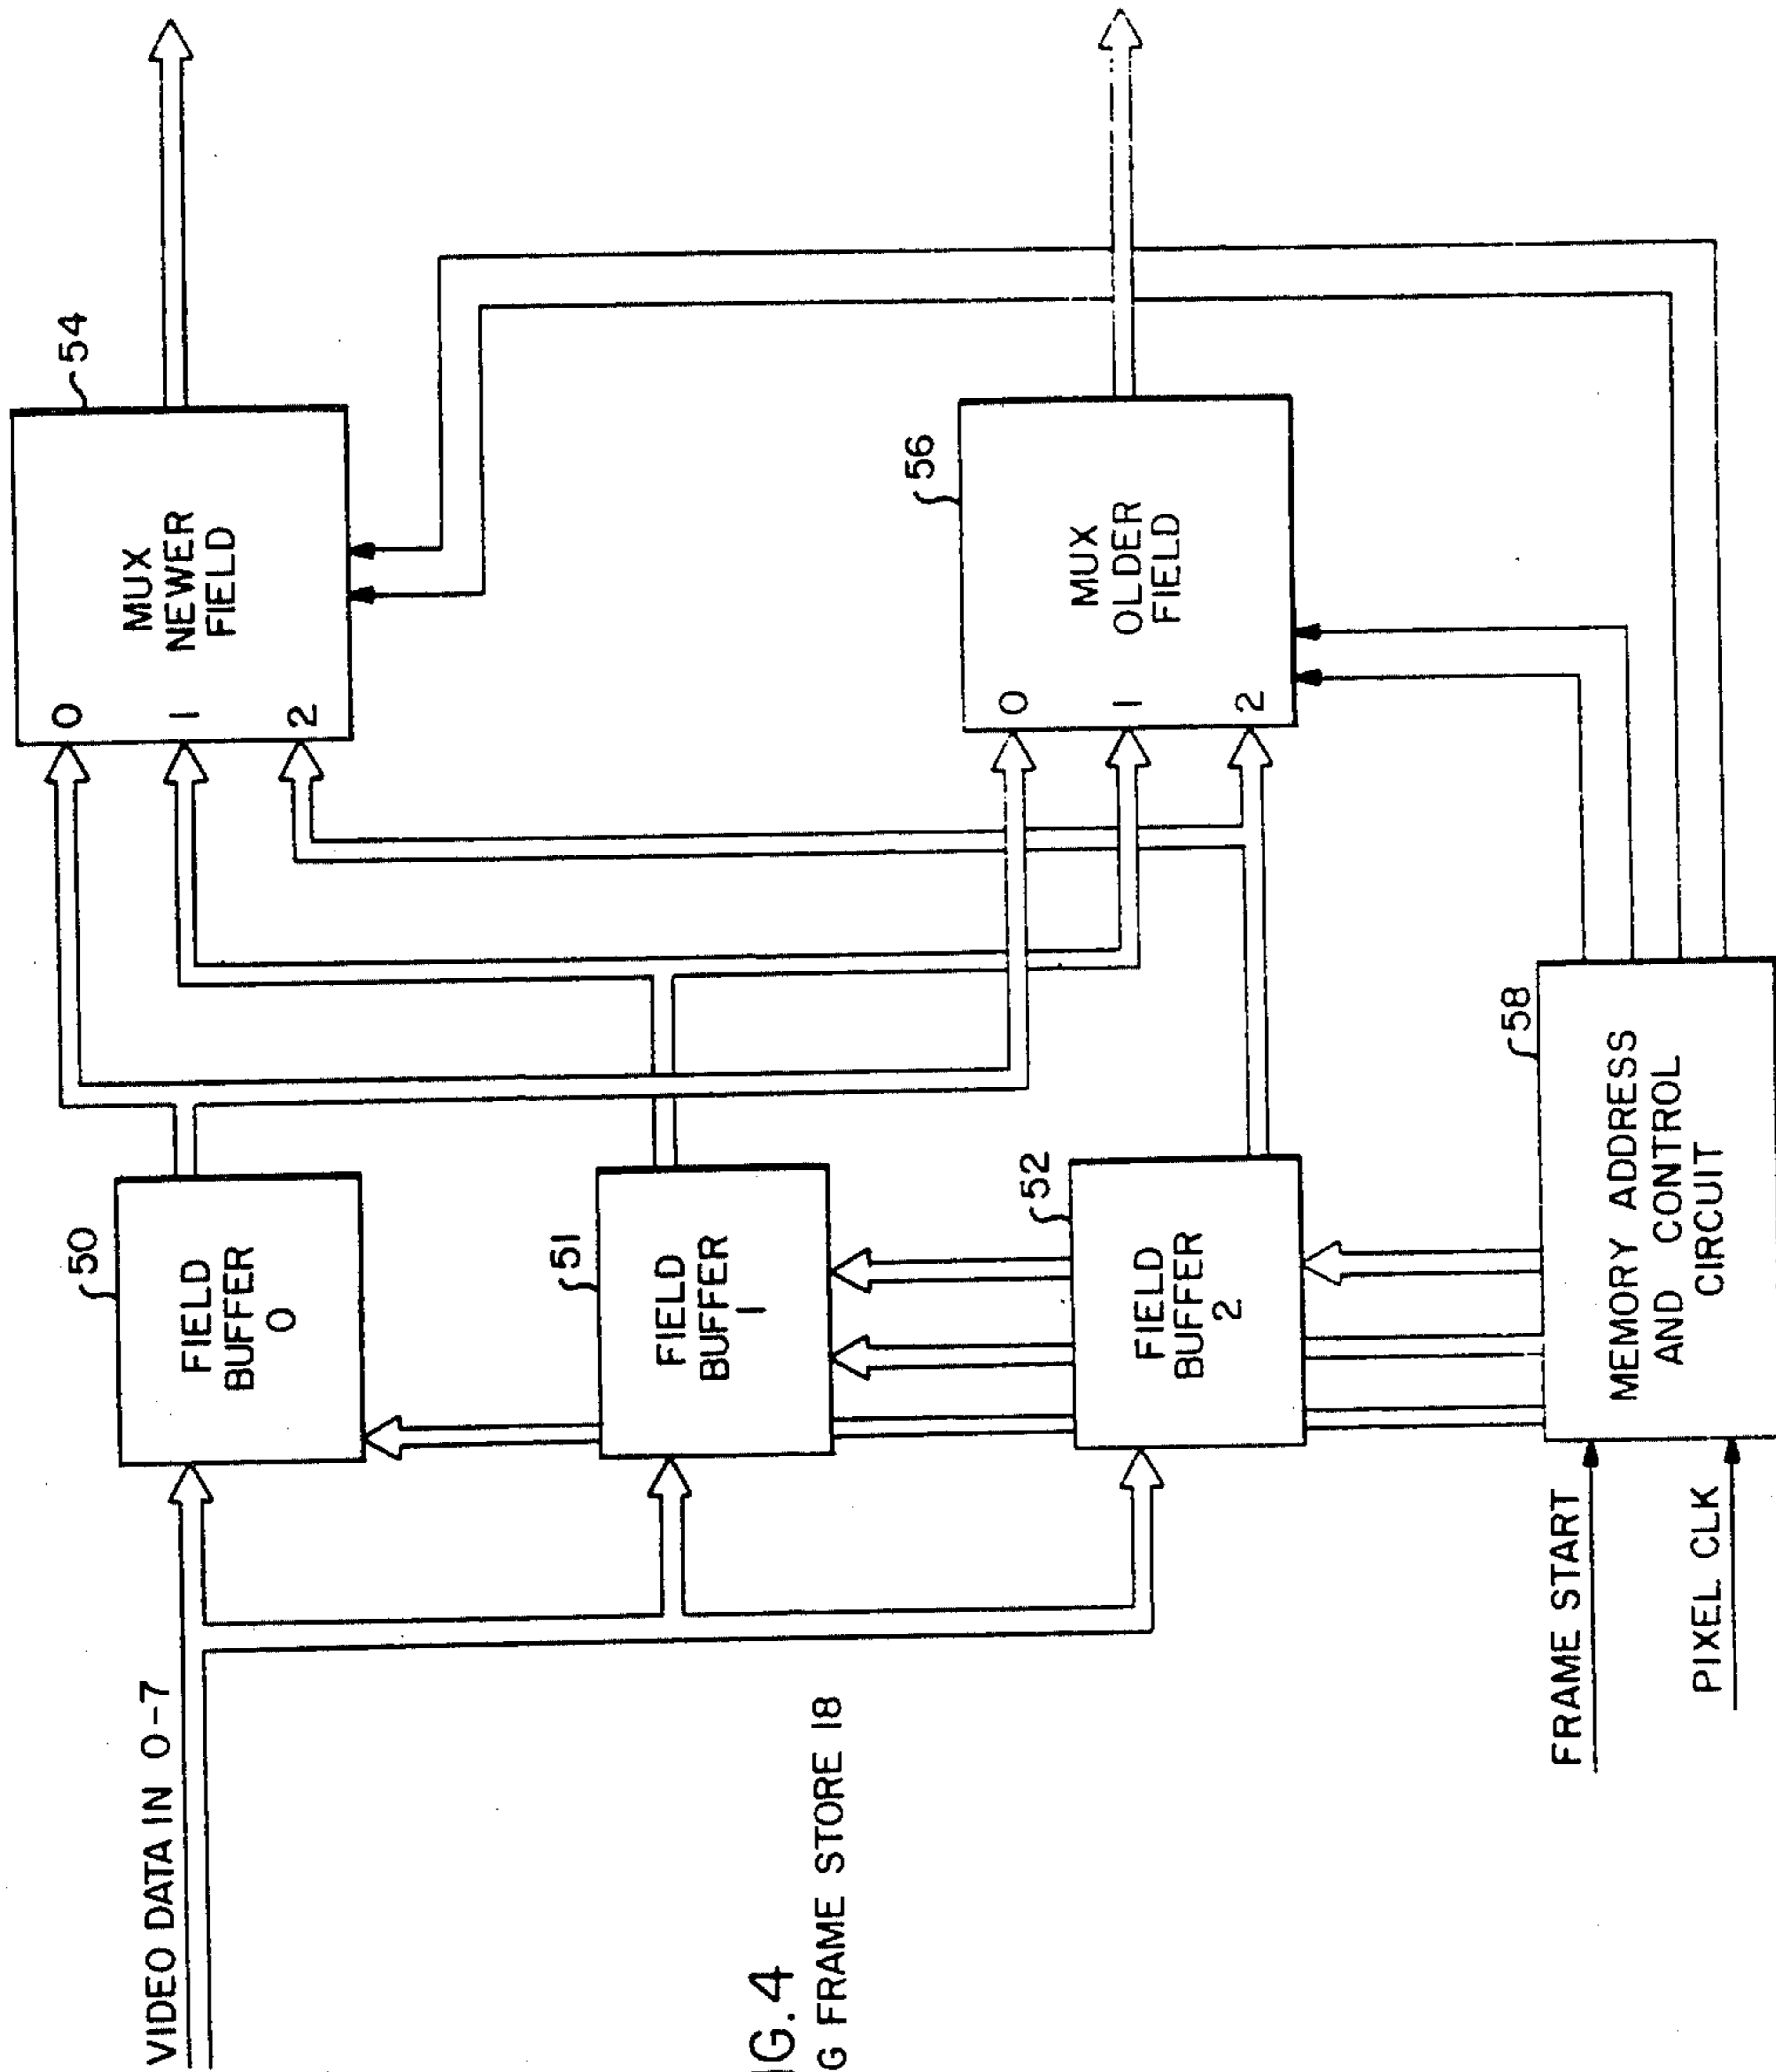 VIDEO DATA IN 0-7
50
FIELD
BUFFER
0
51
FIELD
BUFFER
1
52
FIELD
BUFFER
2
54
MUX
NEWER
FIELD
0
1
2
56
MUX
OLDER
FIELD
0
1
2
58
MEMORY ADDRESS
AND CONTROL
CIRCUIT
FRAME START
PIXEL CLK
G. 4
G FRAME STORE 18